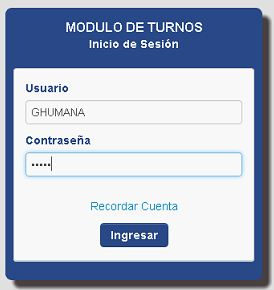 MODULO DE TURNOS
Inicio de Sesión
Usuario
GHUMANA
Contraseña
•••••
Recordar Cuenta
Ingresar